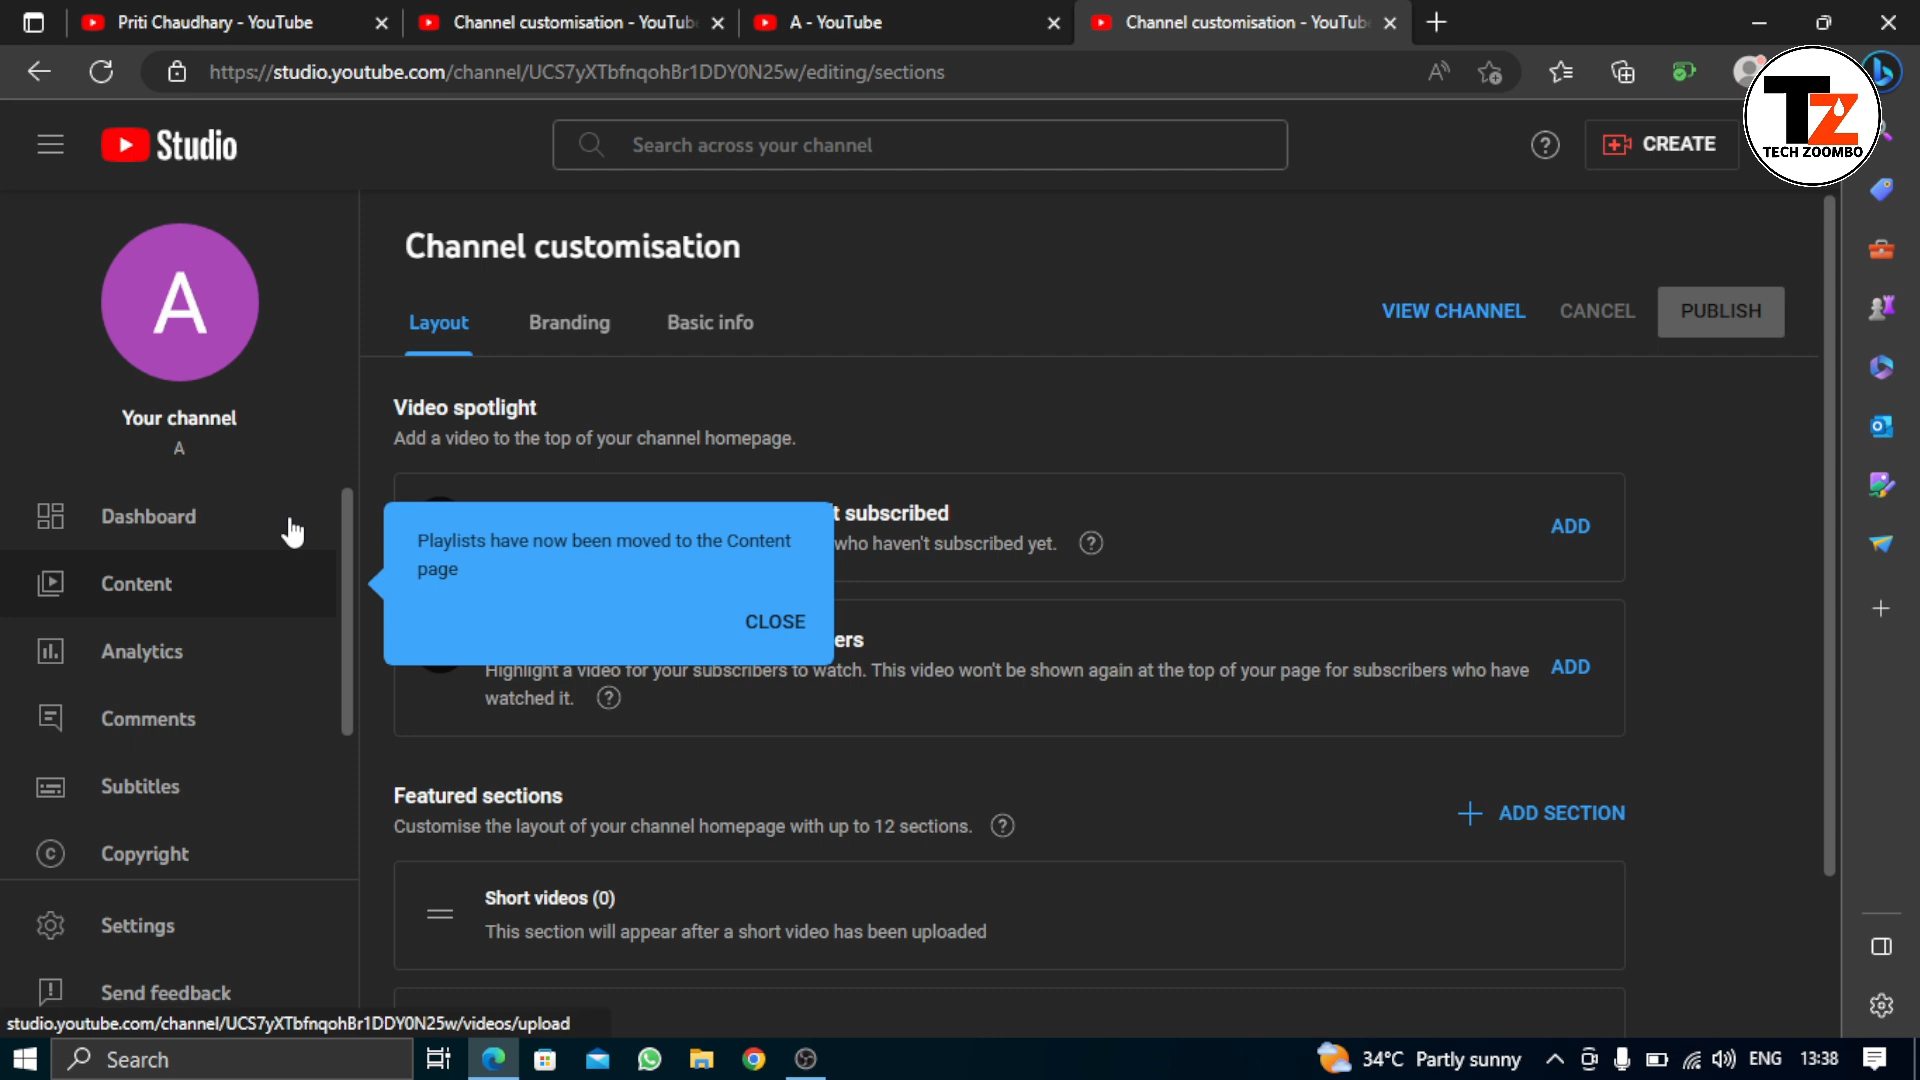 Priti Chaudhary - YouTube
Channel customisation - YouTub
A - YouTube
Channel customisation - YouTub
https://studio.youtube.com/channel/UCS7yXTbfnqohBr1DDY0N25w/editing/sections
TZ
TECH ZOOMBO
Studio
Search across your channel
CREATE
A
Your channel
A
Dashboard
Content
Analytics
Comments
Subtitles
Copyright
Settings
Send feedback
Channel customisation
Layout
Branding
Basic info
VIEW CHANNEL
CANCEL
PUBLISH
Video spotlight
Add a video to the top of your channel homepage.
t subscribed
who haven't subscribed yet.
ADD
Playlists have now been moved to the Content
page
CLOSE
ers
Highlight a video for your subscribers to watch. This video won't be shown again at the top of your page for subscribers who have
watched it.
ADD
Featured sections
Customise the layout of your channel homepage with up to 12 sections.
ADD SECTION
Short videos (0)
This section will appear after a short video has been uploaded
studio.youtube.com/channel/UCS7yXTbfnqohBr1DDY0N25w/videos/upload
Search
34°C Partly sunny
ENG
13:38